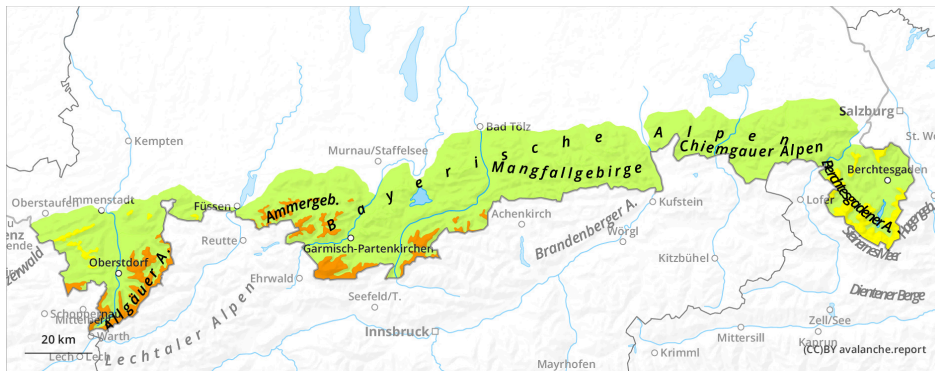 Salzburg
St. W
Kempten
Bad Tölz
Murnau/Staffelsee
Bayerische Alpen
Chiemgauer Alpen
Mangfallgebirge
Berchtesgaden
Berchtesgadener A.
Oberstaufen
Immenstadt
Füssen
Ammergeb.
Lofer
Kufstein
Achenkirch
Brandenberger A.
Wörgl
Reutte
Garmisch-Partenkirchen
Oberstdorf
Allgäuer A.
Ehrwald
Kitzbühel
Steinernes Meer
Dientener Berge
Seefeld/T.
Innsbruck
Lechtaler Alpen
Warth
Lech
Lech
Zell/See
Kaprun
Mittersill
Krimml
Mayrhofen
20 km
(CC)BY avalanche.report